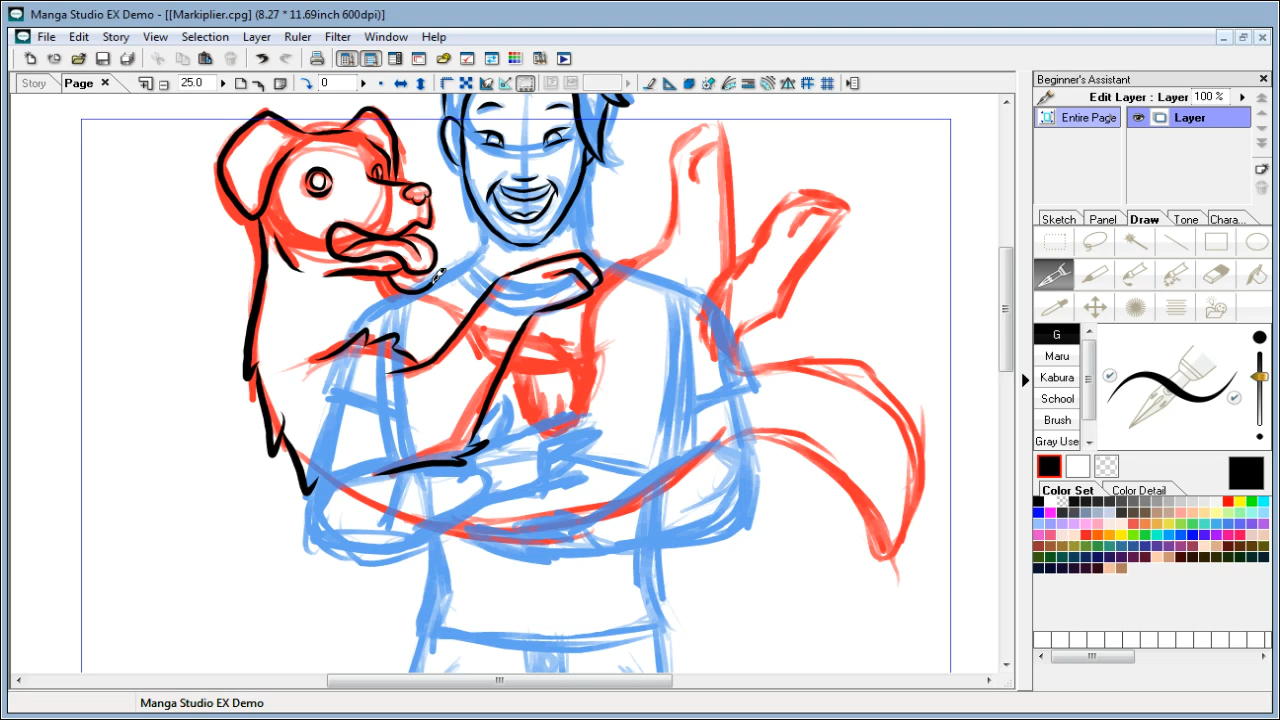 Manga Studio EX Demo - [[Markiplier.cpg] (8.27 * 11.69inch 600dpi)]
File Edit Story View Selection Layer Ruler Filter Window Help
Story Page 25.0 0
Beginner's Assistant
Edit Layer : Layer 100 %
Entire Page Layer
Sketch Panel Draw Tone Chara...
G
Maru
Kabura
School
Brush
Gray Use
Color Set Color Detail
Manga Studio EX Demo